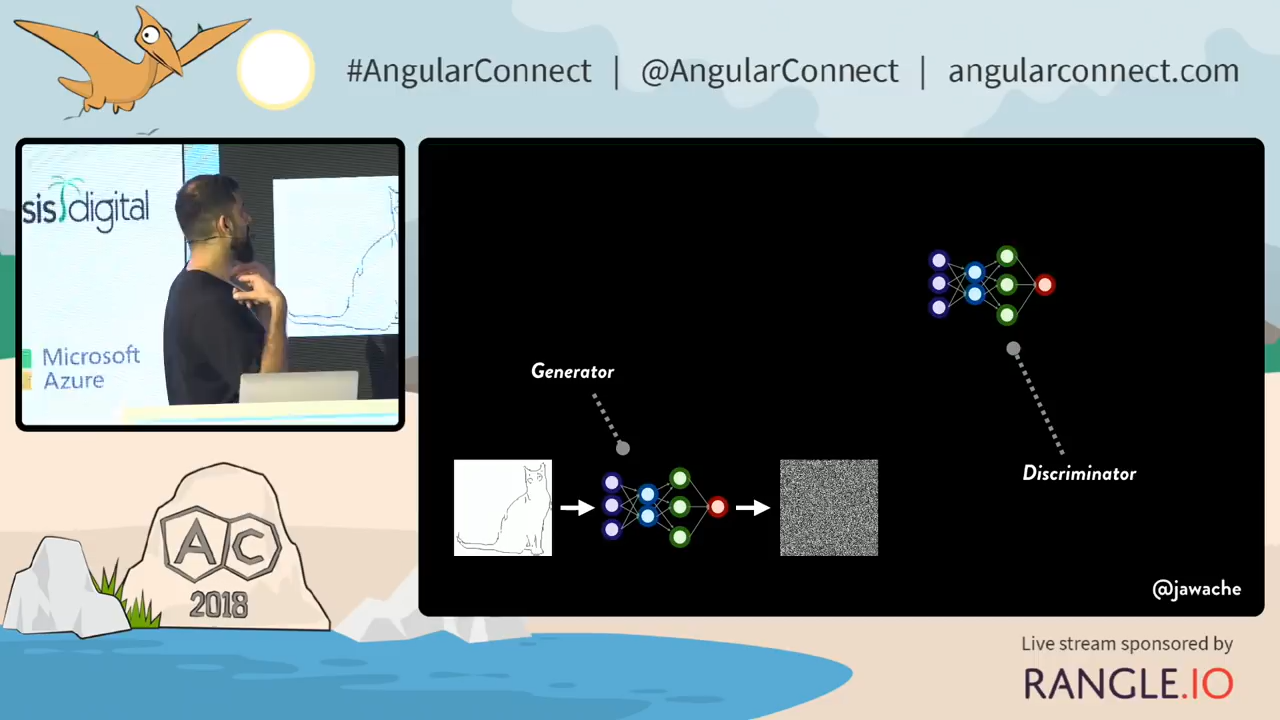 #AngularConnect | @AngularConnect | angularconnect.com
sis digital
Microsoft
Azure
Generator
Discriminator
@jawache
AC
2018
Live stream sponsored by
RANGLE.IO